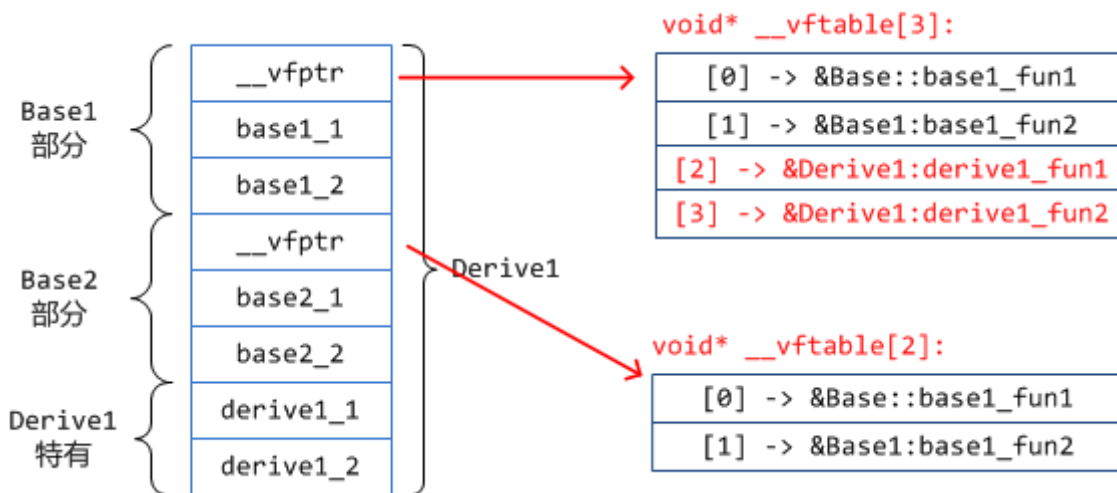 void* __vftable[3]:
__vfptr
[0] -> &Base::base1_fun1
Base1
部分
base1_1
[1] -> &Base1:base1_fun2
base1_2
[2] -> &Derive1:derive1_fun1
[3] -> &Derive1:derive1_fun2
__vfptr
Derive1
Base2
部分
base2_1
base2_2
void* __vftable[2]:
Derive1
特有
derive1_1
[0] -> &Base::base1_fun1
derive1_2
[1] -> &Base1:base1_fun2